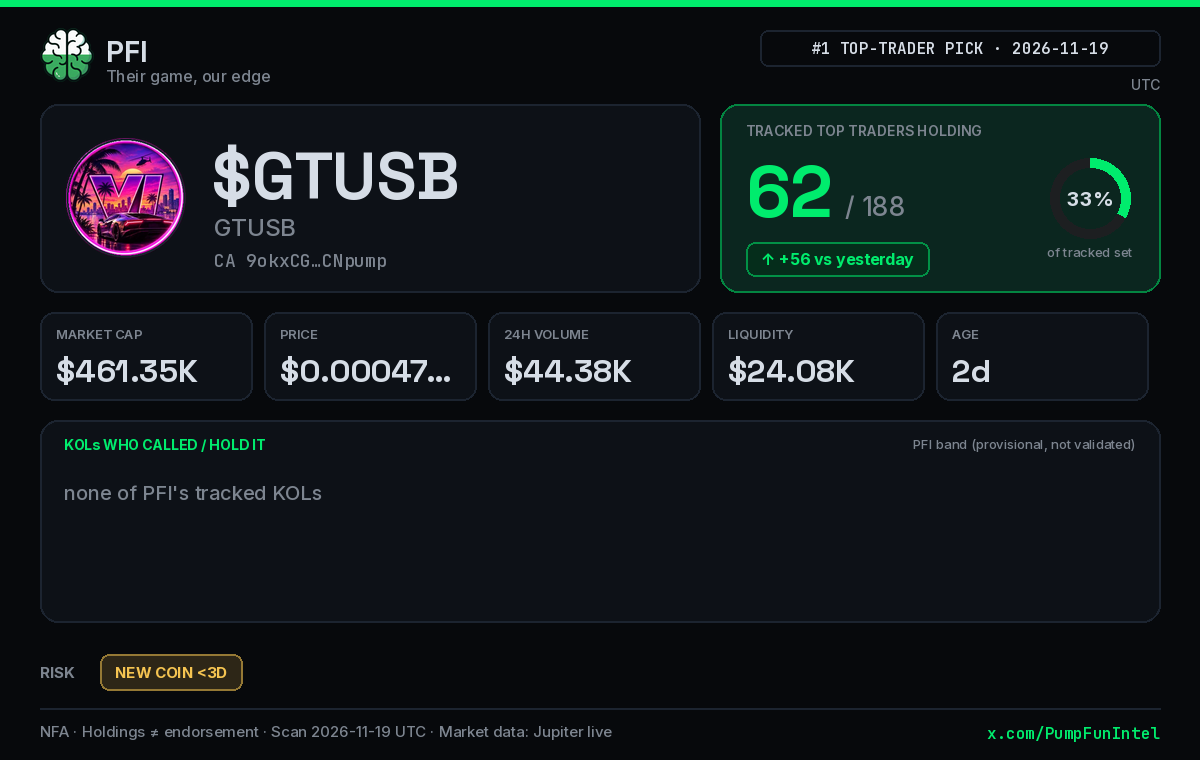 PFI
Their game, our edge
#1 TOP-TRADER PICK · 2026-11-19
UTC
VI
$GTUSB
GTUSB
CA 9okxCG…CNpump
TRACKED TOP TRADERS HOLDING
62 / 188
↑ +56 vs yesterday
33%
of tracked set
MARKET CAP
$461.35K
PRICE
$0.00047...
24H VOLUME
$44.38K
LIQUIDITY
$24.08K
AGE
2d
KOLs WHO CALLED / HOLD IT
PFI band (provisional, not validated)
none of PFI's tracked KOLs
RISK
NEW COIN <3D
NFA · Holdings ≠ endorsement · Scan 2026-11-19 UTC · Market data: Jupiter live
x.com/PumpFunIntel